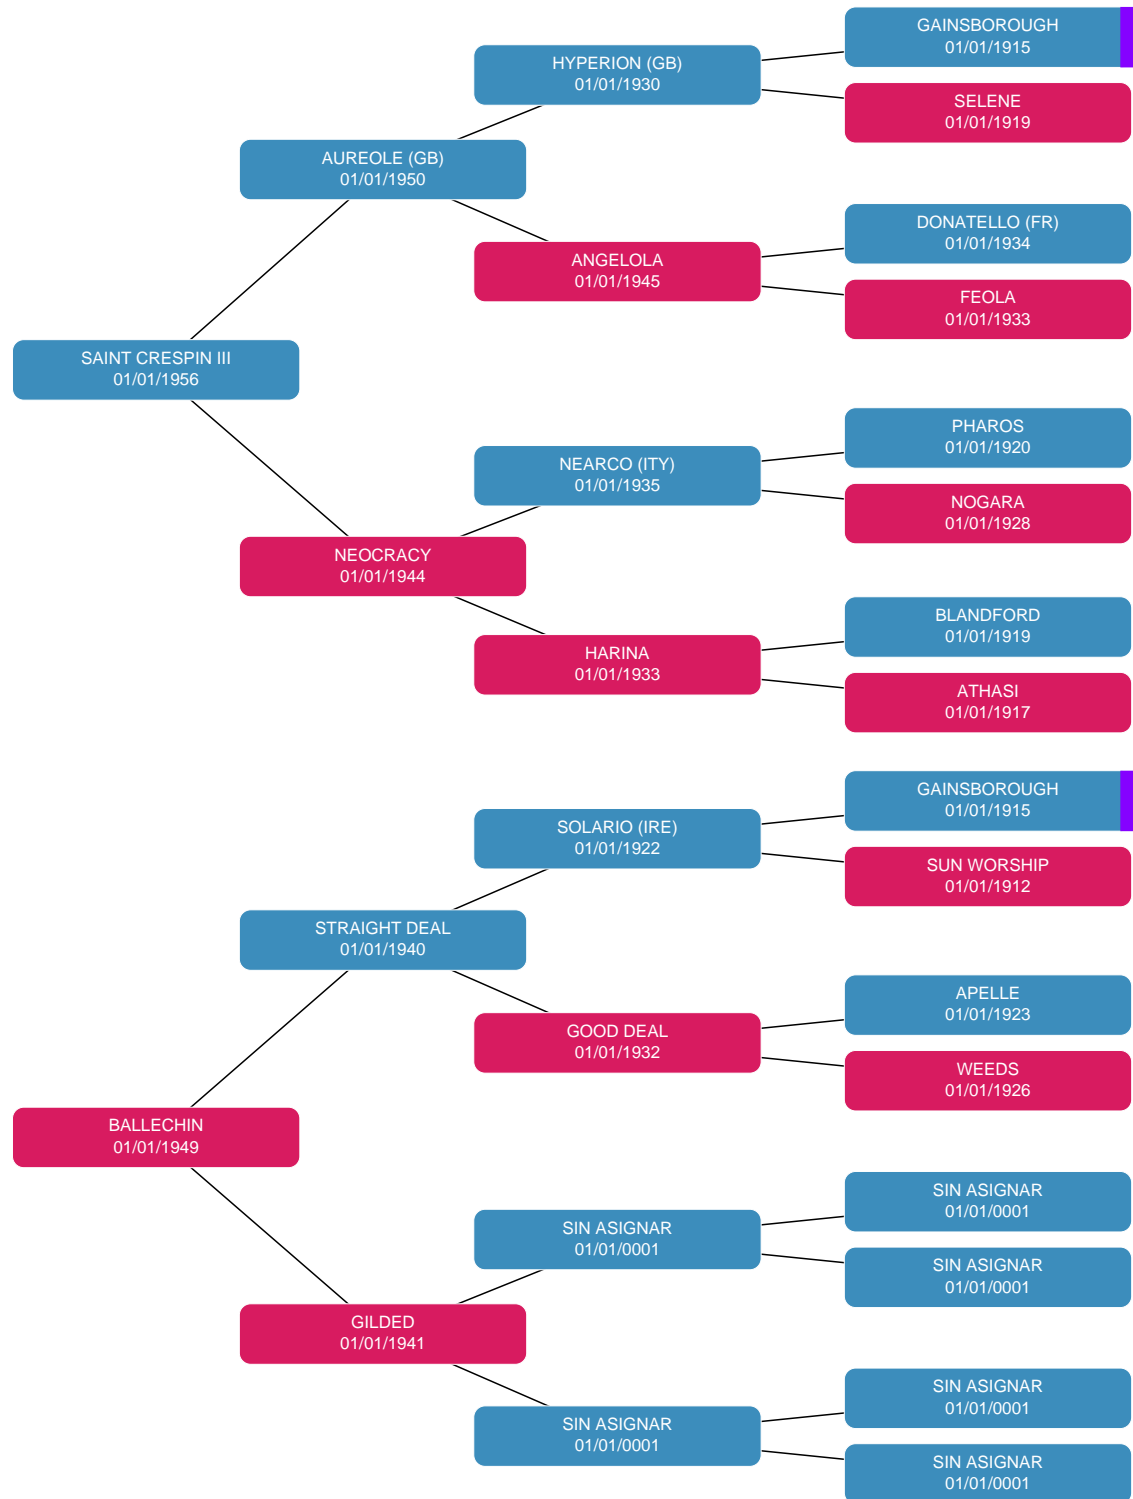 GAINSBOROUGH
01/01/1915
HYPERION (GB)
01/01/1930
SELENE
01/01/1919
AUREOLE (GB)
01/01/1950
DONATELLO (FR)
01/01/1934
ANGELOLA
01/01/1945
FEOLA
01/01/1933
SAINT CRESPIN III
01/01/1956
PHAROS
01/01/1920
NEARCO (ITY)
01/01/1935
NOGARA
01/01/1928
NEOCRACY
01/01/1944
BLANDFORD
01/01/1919
HARINA
01/01/1933
ATHASI
01/01/1917
GAINSBOROUGH
01/01/1915
SOLARIO (IRE)
01/01/1922
SUN WORSHIP
01/01/1912
STRAIGHT DEAL
01/01/1940
APELLE
01/01/1923
GOOD DEAL
01/01/1932
WEEDS
01/01/1926
BALLECHIN
01/01/1949
SIN ASIGNAR
01/01/0001
SIN ASIGNAR
01/01/0001
SIN ASIGNAR
01/01/0001
GILDED
01/01/1941
SIN ASIGNAR
01/01/0001
SIN ASIGNAR
01/01/0001
SIN ASIGNAR
01/01/0001